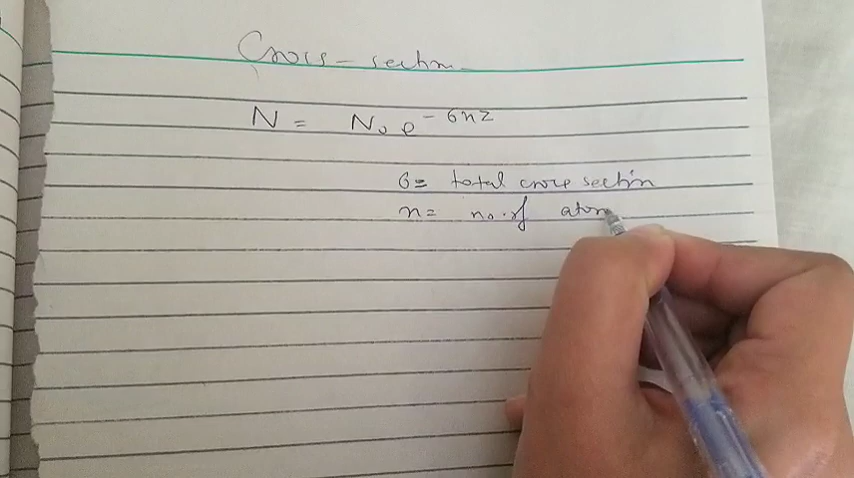 Cross-section
N = N₀ e^-σnz
σ = total cross section
n = no. of atom